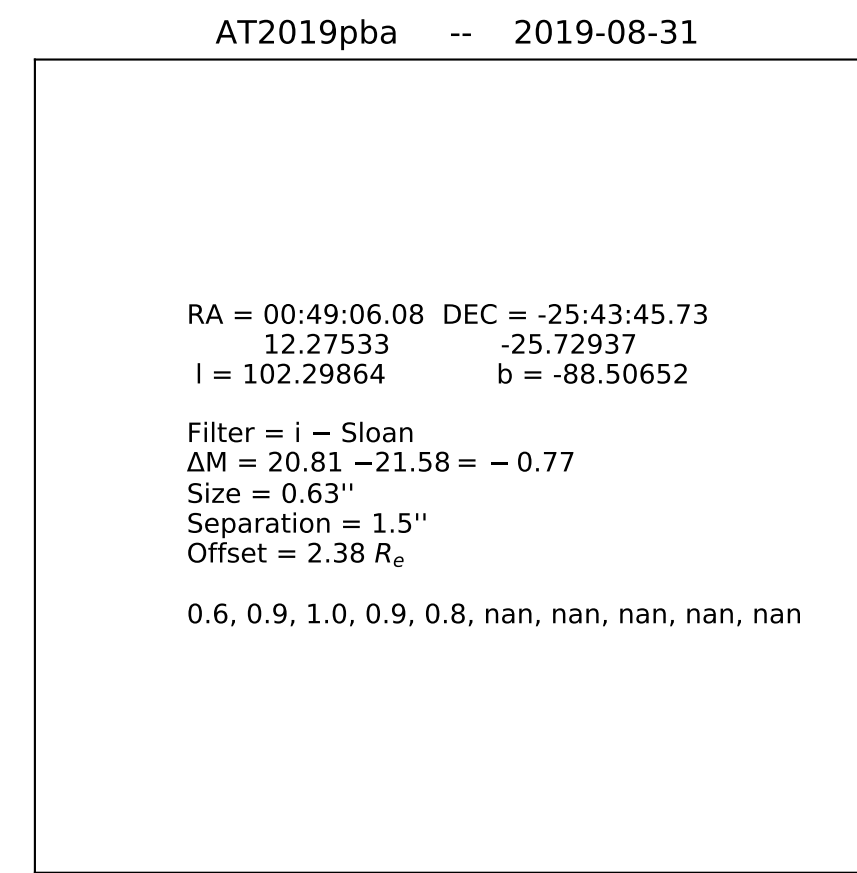 AT2019pba -- 2019-08-31
RA = 00:49:06.08 DEC = -25:43:45.73
12.27533 -25.72937
l = 102.29864 b = -88.50652
Filter = i − Sloan
ΔM = 20.81 −21.58 = − 0.77
Size = 0.63''
Separation = 1.5''
Offset = 2.38 Rₑ
0.6, 0.9, 1.0, 0.9, 0.8, nan, nan, nan, nan, nan